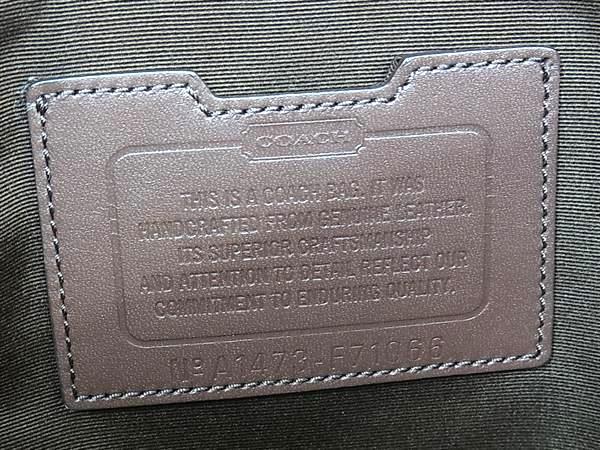 COACH
THIS IS A COACH BAG. IT WAS
HANDCRAFTED FROM GENUINE LEATHER.
ITS SUPERIOR CRAFTSMANSHIP
AND ATTENTION TO DETAIL REFLECT OUR
COMMITMENT TO ENDURING QUALITY.
Nº A1473-F71066